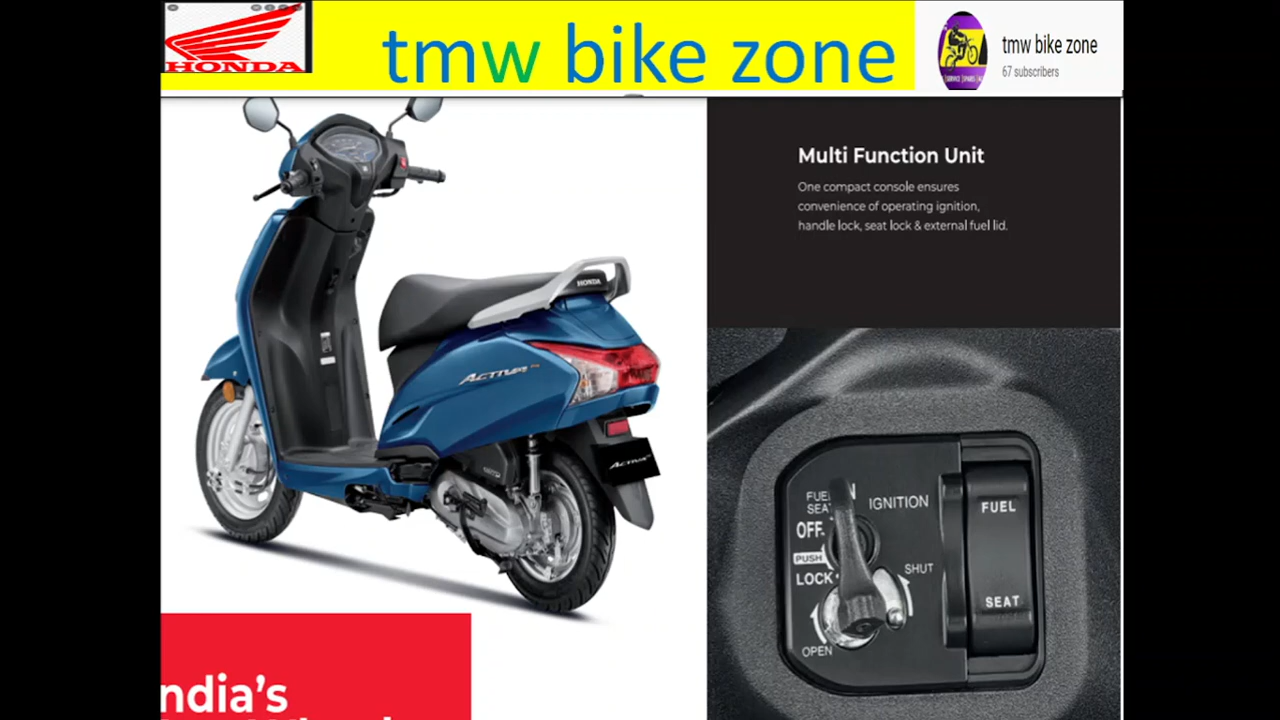 HONDA
tmw bike zone
tmw bike zone
67 subscribers
Multi Function Unit
One compact console ensures
convenience of operating ignition,
handle lock, seat lock & external fuel lid.
HONDA
ACTIVA
ACTIVA
FUEL
SEAT
IGNITION
OFF
PUSH
LOCK
SHUT
OPEN
FUEL
SEAT
ndia's